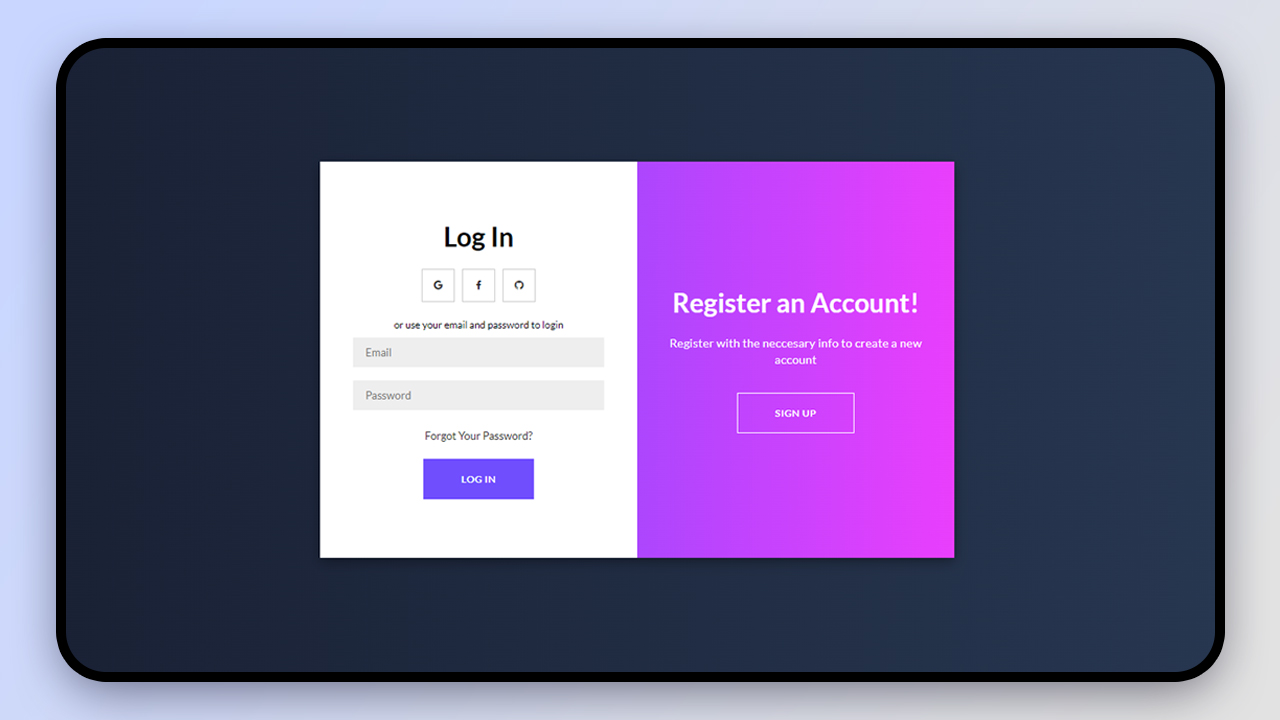 Log In
or use your email and password to login
Email
Password
Forgot Your Password?
LOG IN
Register an Account!
Register with the neccesary info to create a new
account
SIGN UP